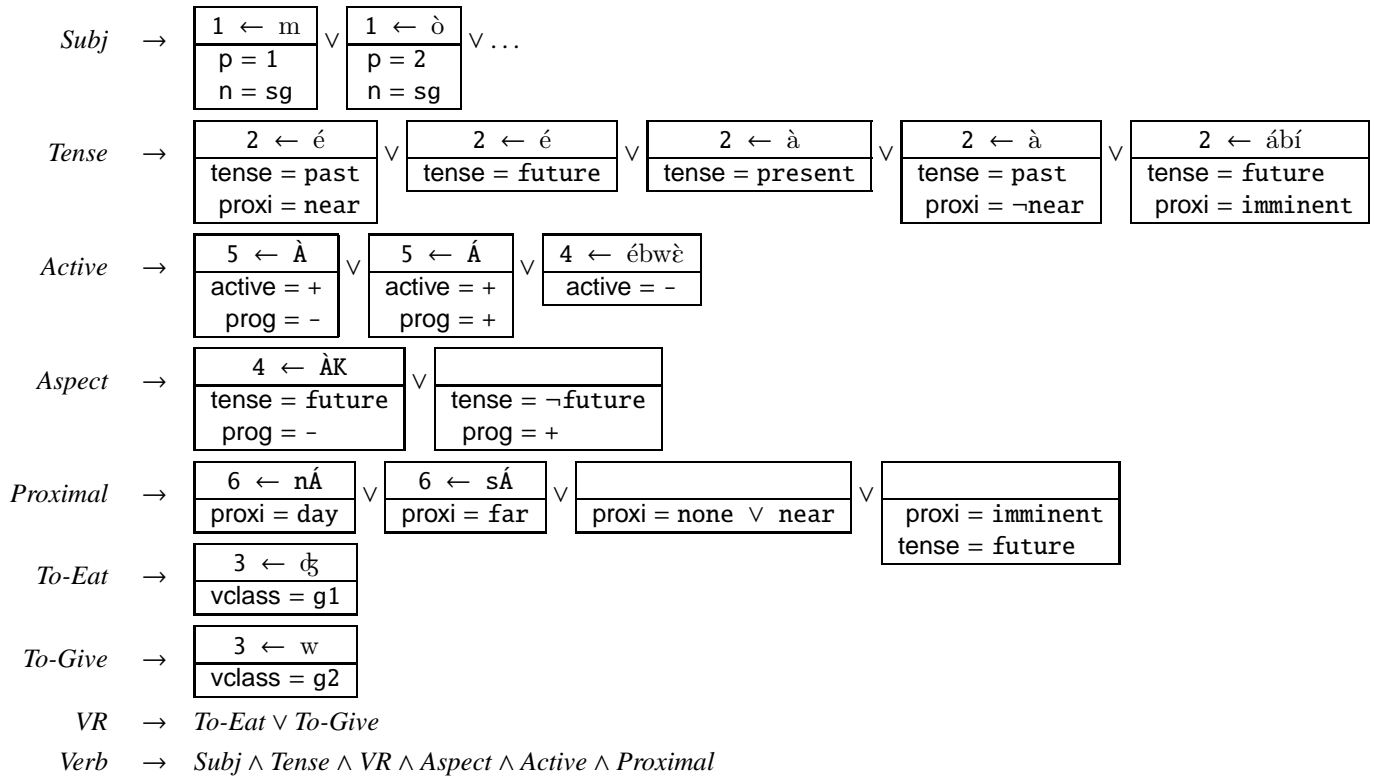 Subj → 1 ← m ∨ 1 ← ò ∨ ...
p = 1 p = 2
n = sg n = sg
Tense → 2 ← é ∨ 2 ← é ∨ 2 ← à ∨ 2 ← à ∨ 2 ← ábí
tense = past tense = future tense = present tense = past tense = future
proxi = near proxi = ¬near proxi = imminent
Active → 5 ← À ∨ 5 ← Á ∨ 4 ← ébwɛ̀
active = + active = + active = -
prog = - prog = +
Aspect → 4 ← ÀK ∨
tense = future tense = ¬future
prog = - prog = +
Proximal → 6 ← nÁ ∨ 6 ← sÁ ∨ ∨
proxi = day proxi = far proxi = none ∨ near proxi = imminent
tense = future
To-Eat → 3 ← ʤ
vclass = g1
To-Give → 3 ← w
vclass = g2
VR → To-Eat ∨ To-Give
Verb → Subj ∧ Tense ∧ VR ∧ Aspect ∧ Active ∧ Proximal